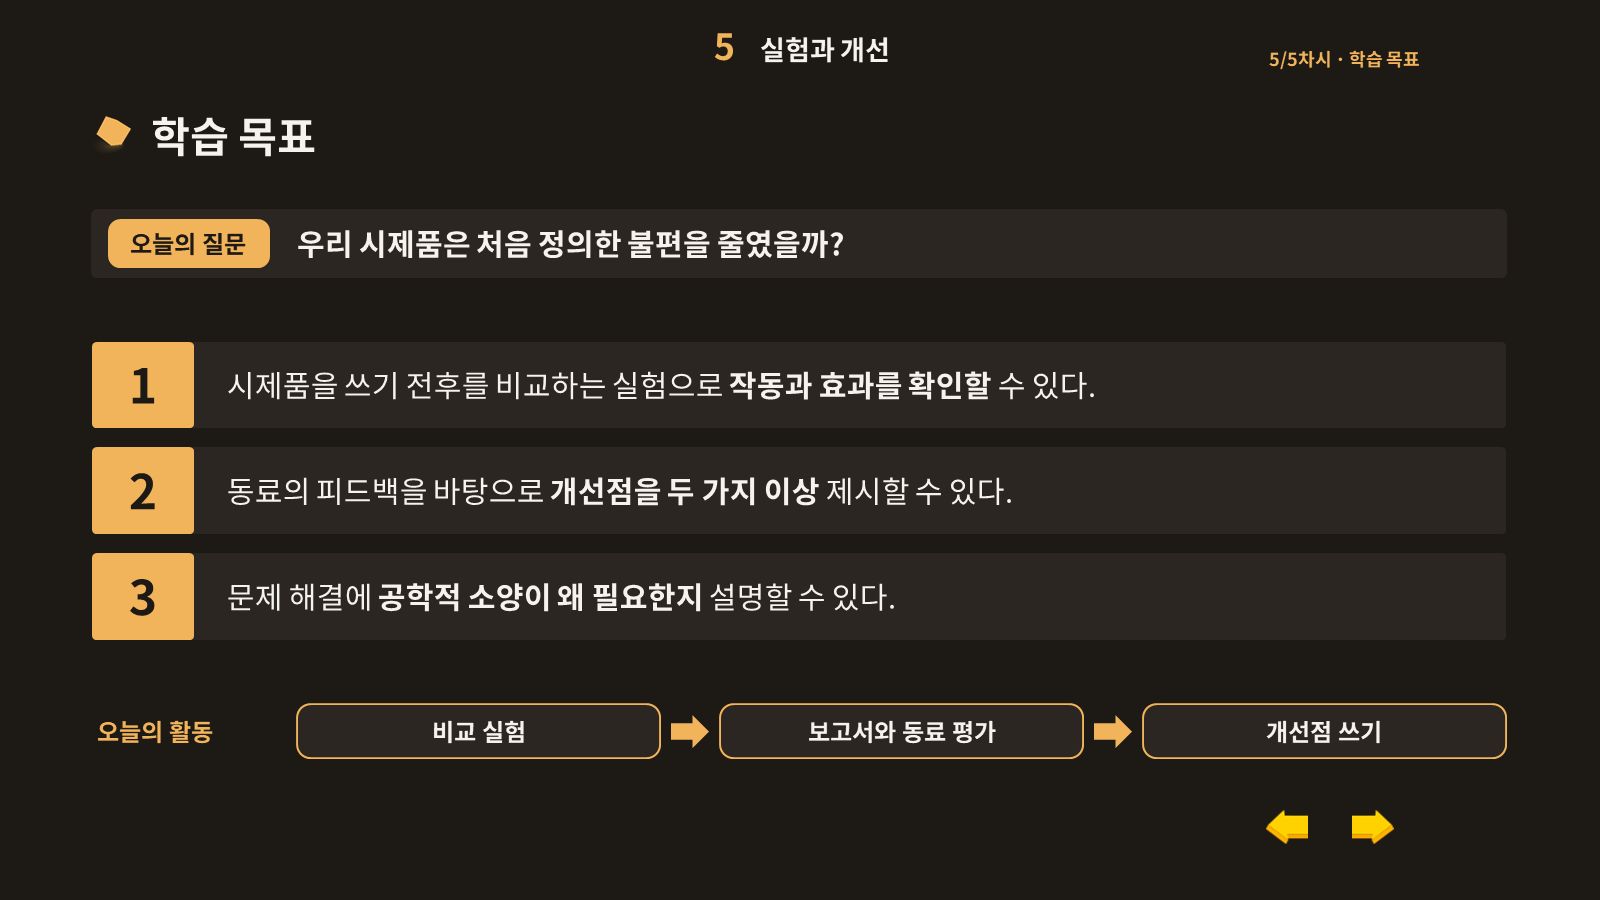 5 실험과 개선
5/5차시 · 학습 목표
학습 목표
오늘의 질문 우리 시제품은 처음 정의한 불편을 줄였을까?
1 시제품을 쓰기 전후를 비교하는 실험으로 작동과 효과를 확인할 수 있다.
2 동료의 피드백을 바탕으로 개선점을 두 가지 이상 제시할 수 있다.
3 문제 해결에 공학적 소양이 왜 필요한지 설명할 수 있다.
오늘의 활동 비교 실험 보고서와 동료 평가 개선점 쓰기